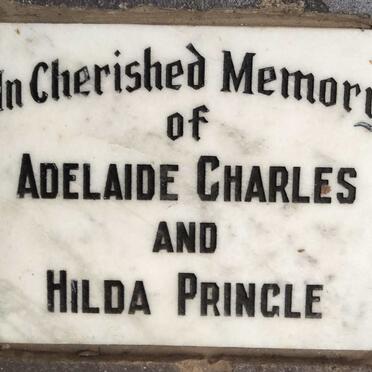 In Cherished Memory
of
ADELAIDE CHARLES
AND
HILDA PRINGLE